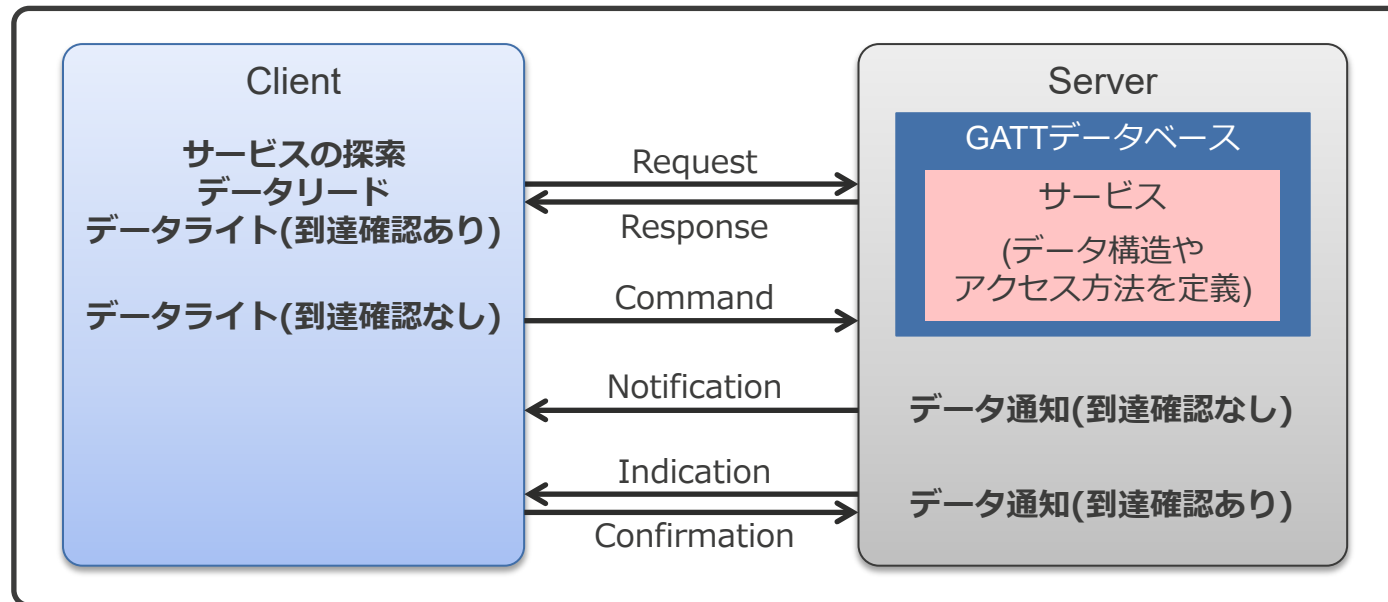 Client
サービスの探索
データリード
データライト(到達確認あり)
データライト(到達確認なし)
Request
Response
Command
Notification
Indication
Confirmation
Server
GATTデータベース
サービス
(データ構造や
アクセス方法を定義)
データ通知(到達確認なし)
データ通知(到達確認あり)